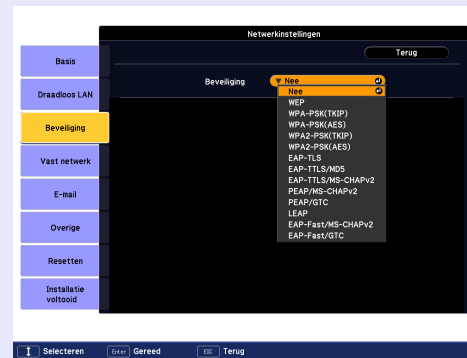 Netwerkinstellingen
Terug
Basis
Draadloos LAN
Beveiliging
Vast netwerk
E-mail
Overige
Resetten
Installatie
voltooid
Beveiliging
Nee
Nee
WEP
WPA-PSK(TKIP)
WPA-PSK(AES)
WPA2-PSK(TKIP)
WPA2-PSK(AES)
EAP-TLS
EAP-TTLS/MD5
EAP-TTLS/MS-CHAPv2
PEAP/MS-CHAPv2
PEAP/GTC
LEAP
EAP-Fast/MS-CHAPv2
EAP-Fast/GTC
Selecteren Enter Gereed ESC Terug